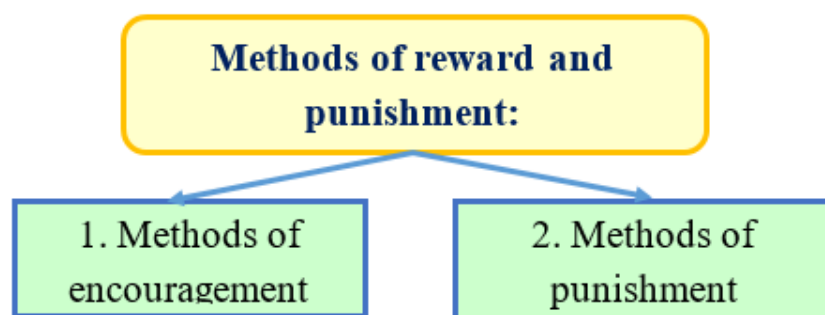 Methods of reward and
punishment:
1. Methods of
encouragement
2. Methods of
punishment